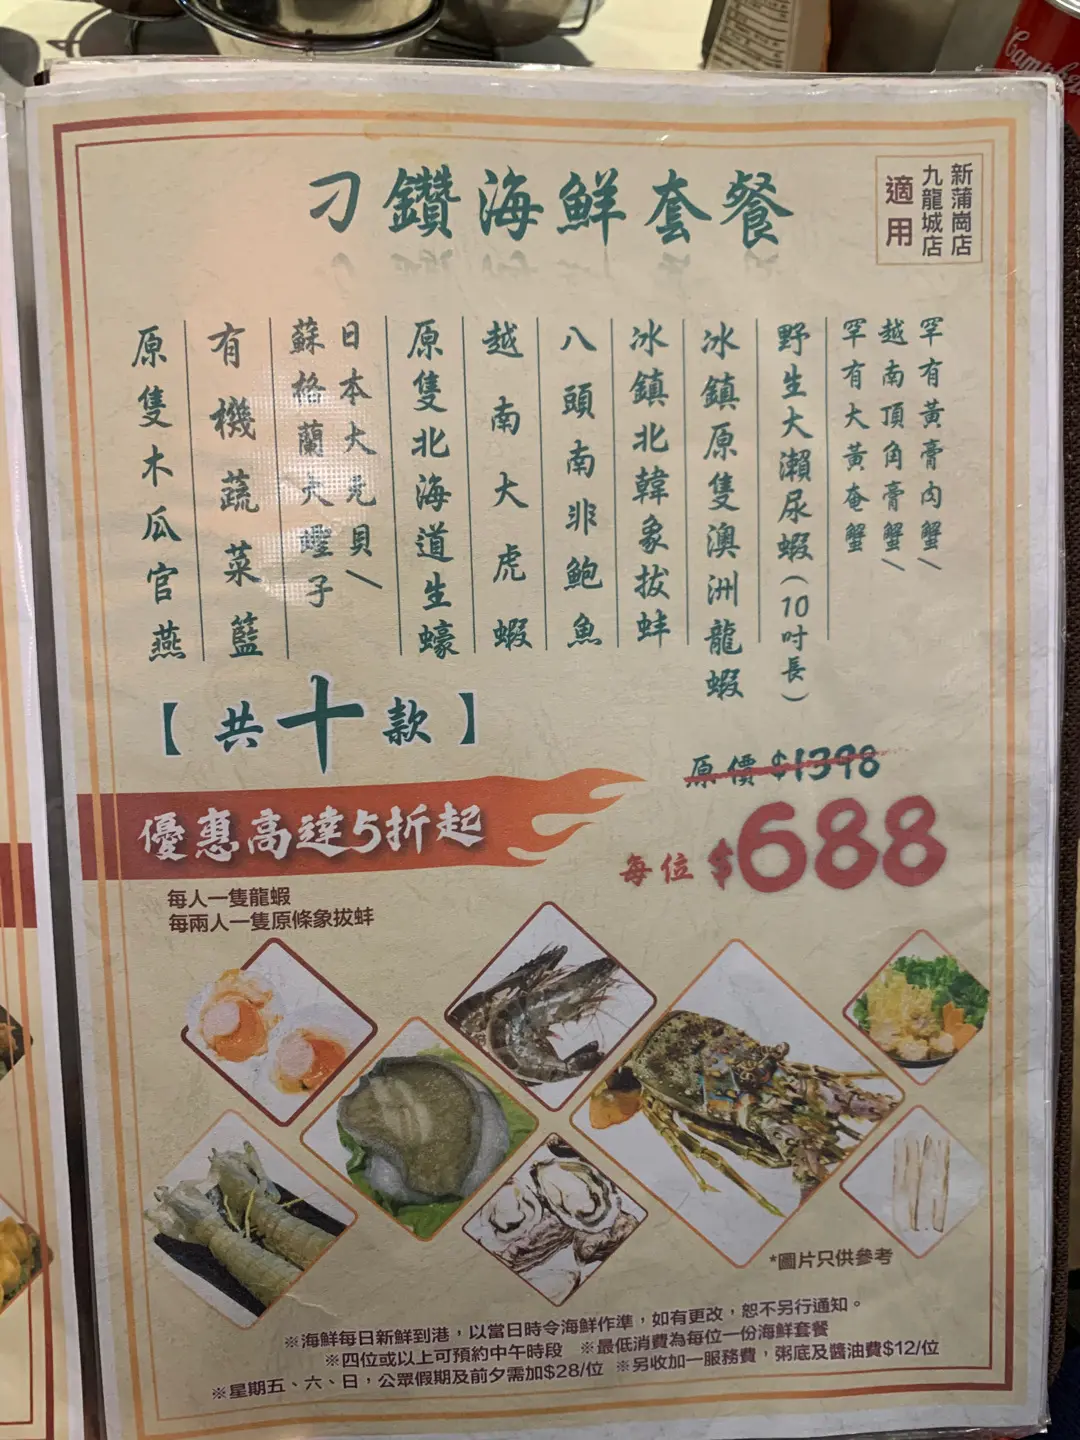 刁鑽海鮮套餐
新蒲崗店
九龍城店
適用
罕有黃膏肉蟹/
越南頂角膏蟹/
罕有大黃奄蟹
野生大瀨尿蝦(10吋長)
冰鎮原隻澳洲龍蝦
冰鎮北韓象拔蚌
八頭南非鮑魚
越南大虎蝦
原隻北海道生蠔
日本大元貝/
蘇格蘭大蟶子
有機蔬菜籃
原隻木瓜官燕
【共十款】
原價$1398
優惠高達5折起
每位$688
每人一隻龍蝦
每兩人一隻原條象拔蚌
*圖片只供參考
※海鮮每日新鮮到港，以當日時令海鮮作準，如有更改，恕不另行通知。
※四位或以上可預約中午時段 ※最低消費為每位一份海鮮套餐
※星期五、六、日，公眾假期及前夕需加$28/位 ※另收加一服務費，粥底及醬油費$12/位